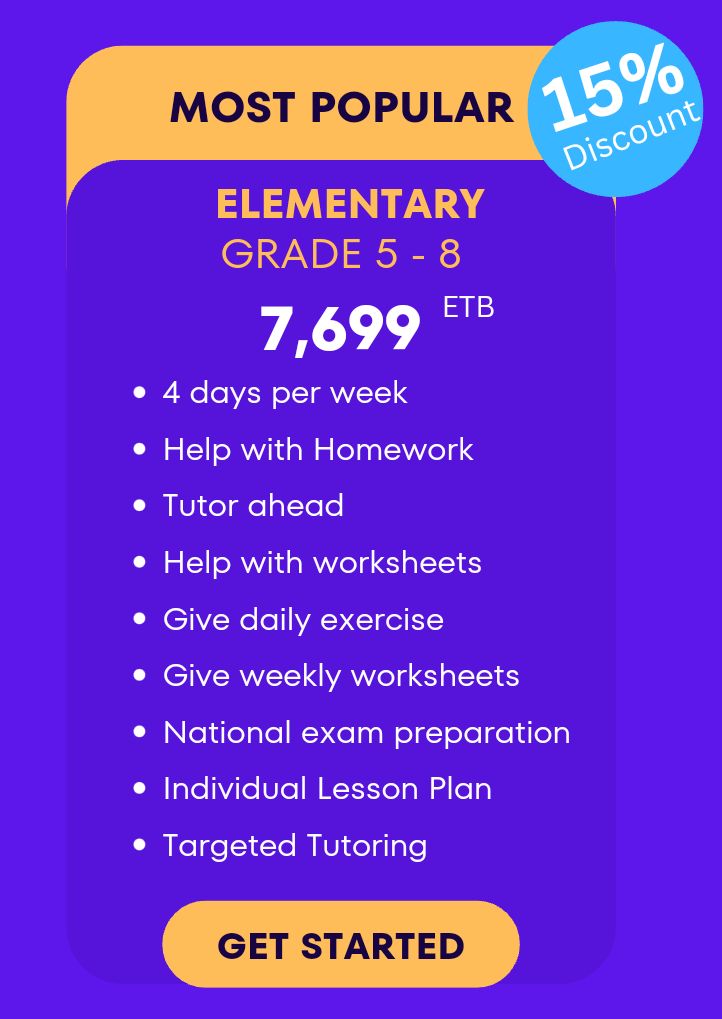 MOST POPULAR
15%
Discount
ELEMENTARY
GRADE 5 - 8
7,699 ETB
• 4 days per week
• Help with Homework
• Tutor ahead
• Help with worksheets
• Give daily exercise
• Give weekly worksheets
• National exam preparation
• Individual Lesson Plan
• Targeted Tutoring
GET STARTED